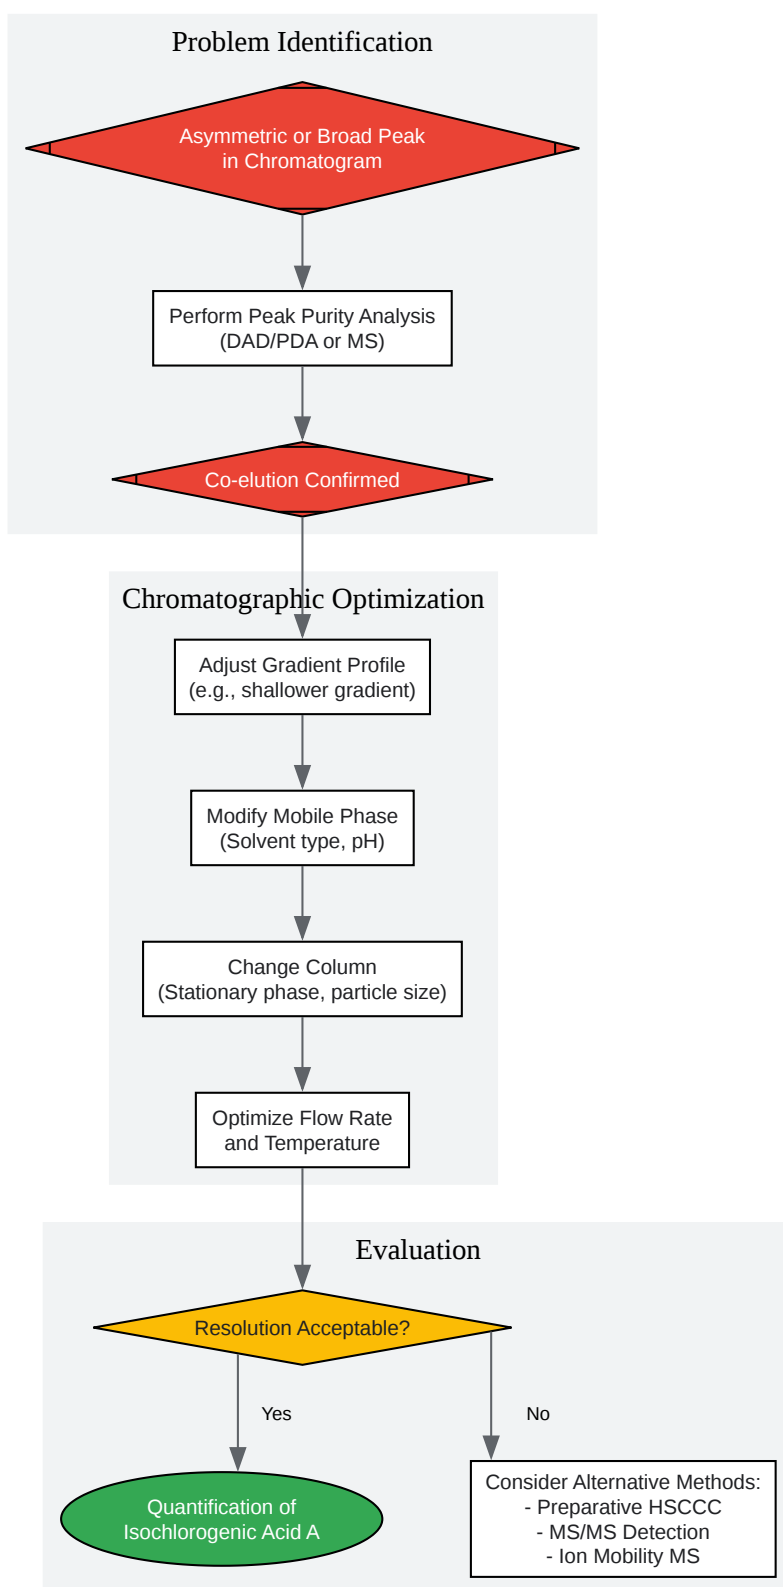 Problem Identification
Asymmetric or Broad Peak
in Chromatogram
Perform Peak Purity Analysis
(DAD/PDA or MS)
Co-elution Confirmed
Chromatographic Optimization
Adjust Gradient Profile
(e.g., shallower gradient)
Modify Mobile Phase
(Solvent type, pH)
Change Column
(Stationary phase, particle size)
Optimize Flow Rate
and Temperature
Evaluation
Resolution Acceptable?
Yes
No
Quantification of
Isochlorogenic Acid A
Consider Alternative Methods:
- Preparative HSCCC
- MS/MS Detection
- Ion Mobility MS